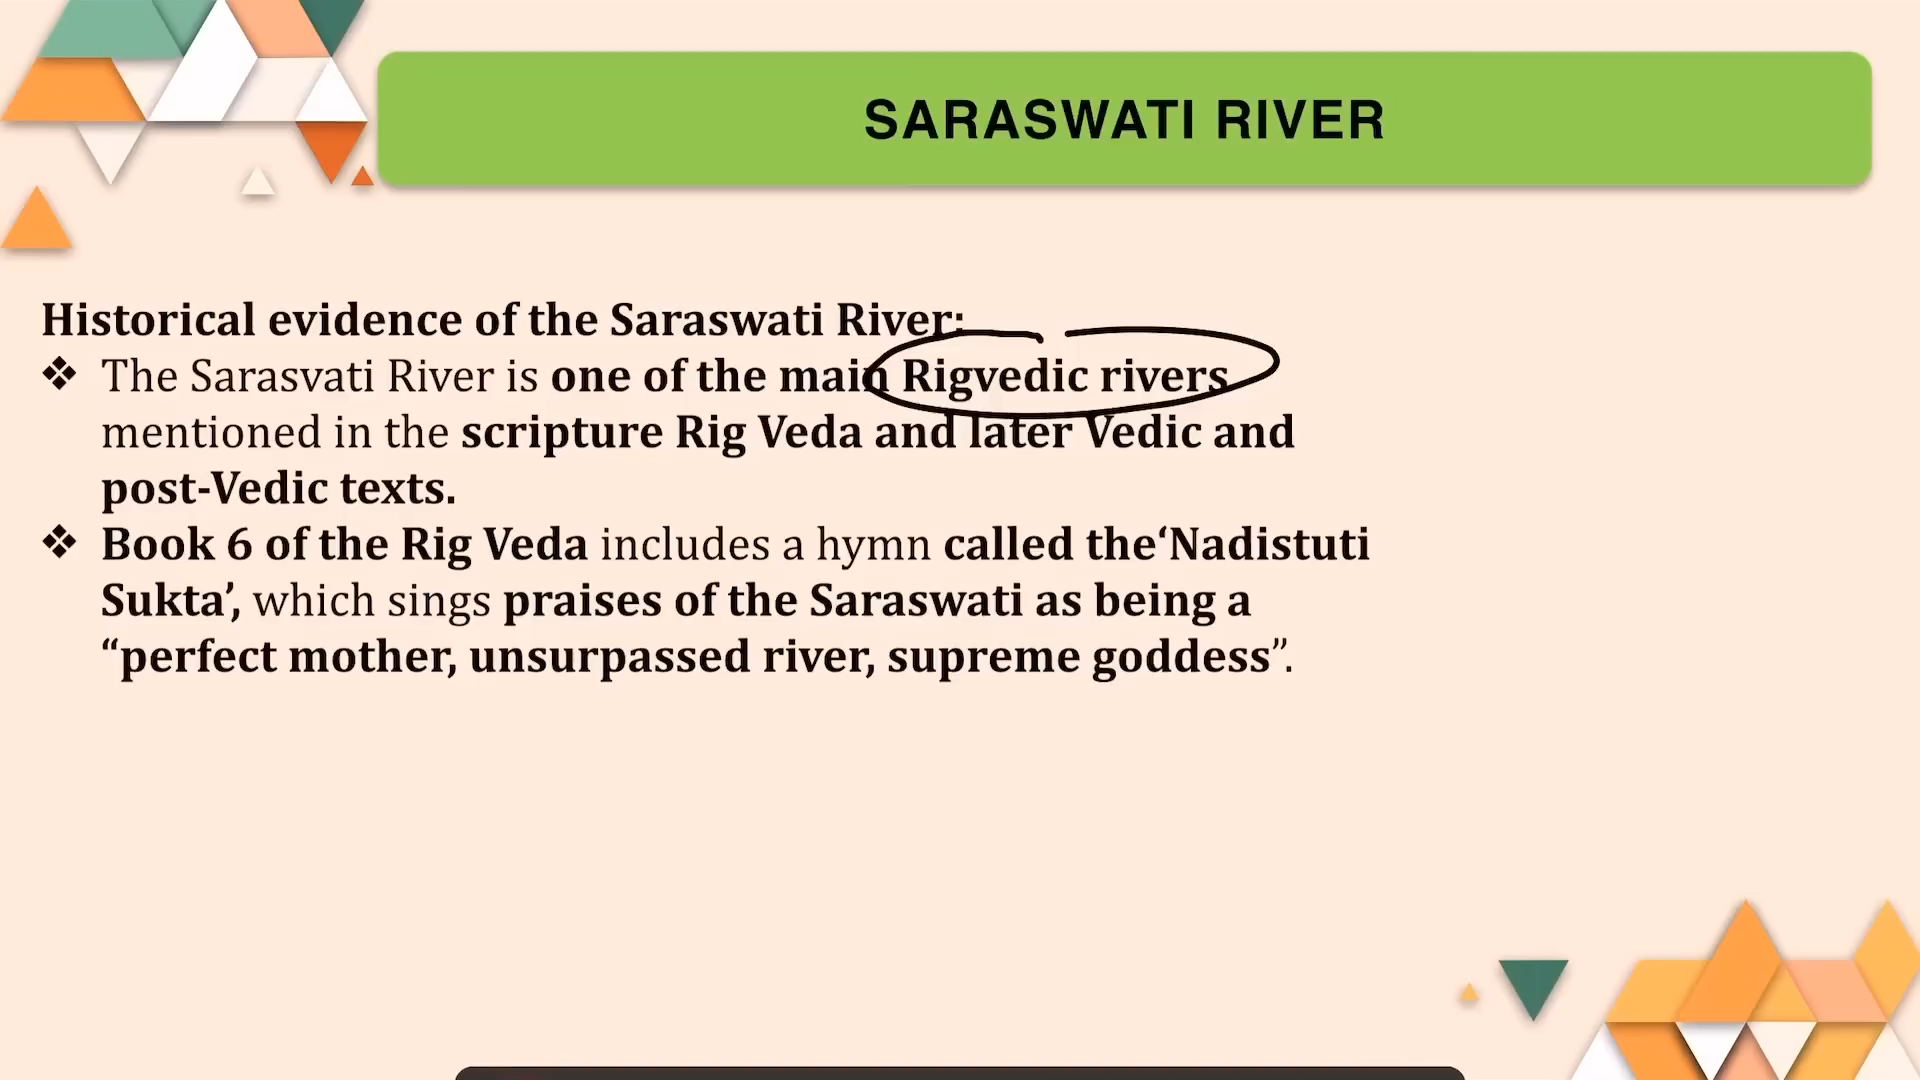 SARASWATI RIVER
Historical evidence of the Saraswati River:
❖ The Sarasvati River is one of the main Rigvedic rivers
mentioned in the scripture Rig Veda and later Vedic and
post-Vedic texts.
❖ Book 6 of the Rig Veda includes a hymn called the‘Nadistuti
Sukta’, which sings praises of the Saraswati as being a
“perfect mother, unsurpassed river, supreme goddess”.